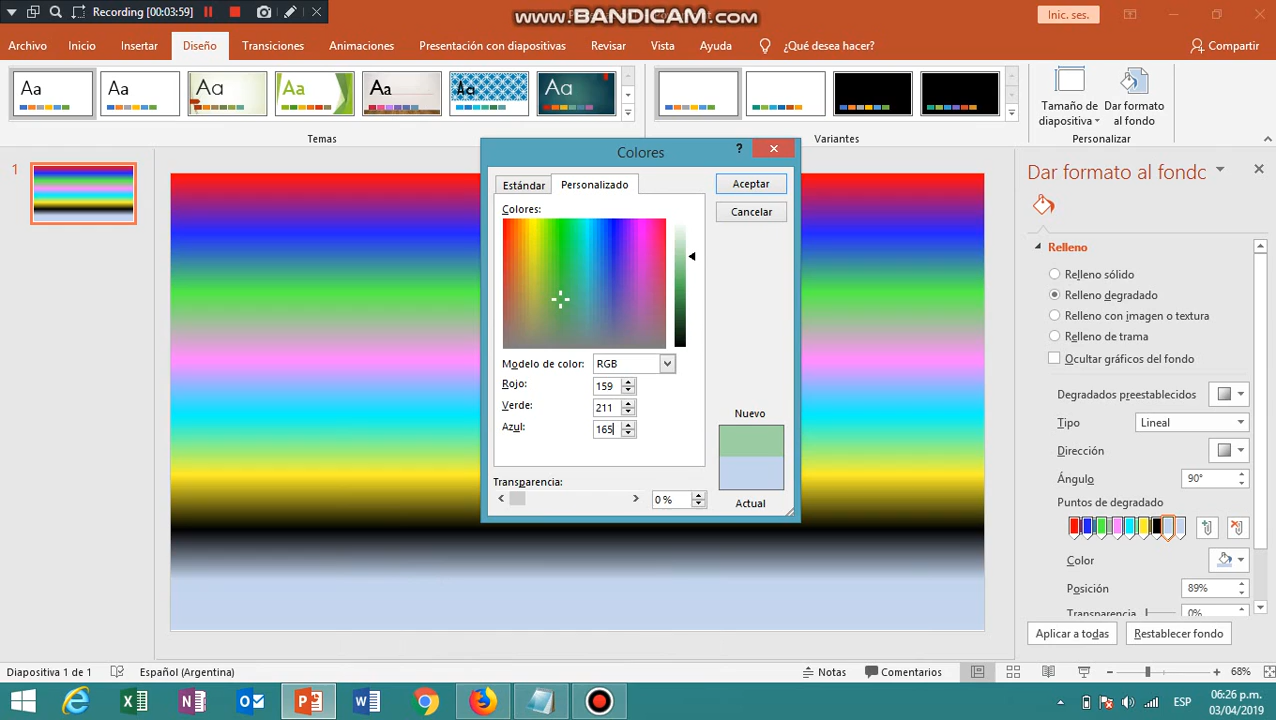 Recording [00:03:59]
www.BANDICAM.com
Inic. ses.
Archivo Inicio Insertar Diseño Transiciones Animaciones Presentación con diapositivas Revisar Vista Ayuda ¿Qué desea hacer? Compartir
Aa Aa Aa Aa Aa Aa Aa
Tamaño de diapositiva
Dar formato al fondo
Temas Variantes Personalizar
1
Colores
?
Estándar Personalizado
Aceptar
Colores:
Cancelar
Modelo de color: RGB
Rojo: 159
Verde: 211
Azul: 165
Nuevo
Actual
Transparencia:
0 %
Dar formato al fondo
Relleno
Relleno sólido
Relleno degradado
Relleno con imagen o textura
Relleno de trama
Ocultar gráficos del fondo
Degradados preestablecidos
Tipo Lineal
Dirección
Ángulo 90°
Puntos de degradado
Color
Posición 89%
Transparencia 0%
Aplicar a todas Restablecer fondo
Diapositiva 1 de 1 Español (Argentina) Notas Comentarios 68%
ESP
06:26 p.m.
03/04/2019